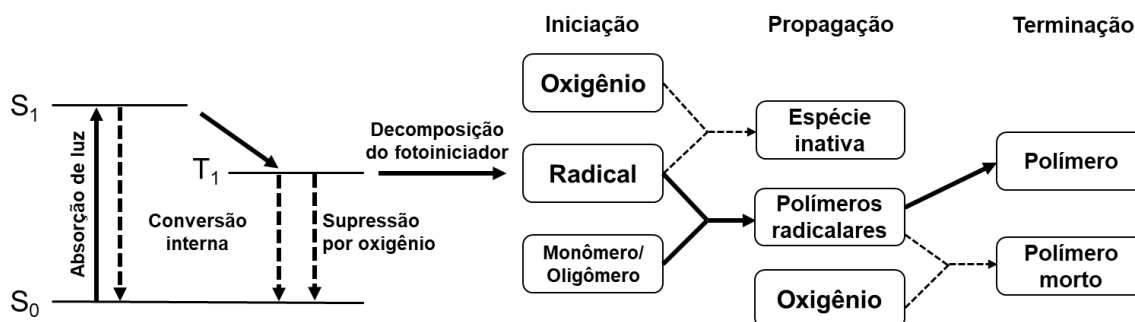 Iniciação
Propagação
Terminação
S1
Absorção de luz
S0
T1
Conversão
interna
Supressão
por oxigênio
Decomposição
do fotoiniciador
Oxigênio
Radical
Monômero/
Oligômero
Espécie
inativa
Polímeros
radicalares
Oxigênio
Polímero
Polímero
morto